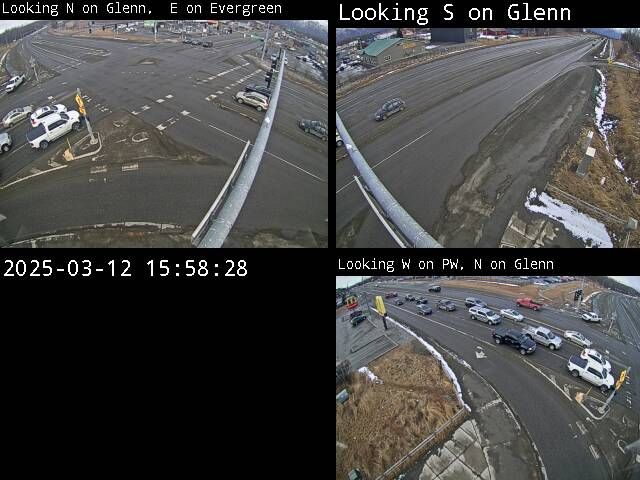 Looking N on Glenn,  E on Evergreen
Looking S on Glenn
2025-03-12 15:58:28
Looking W on PW, N on Glenn